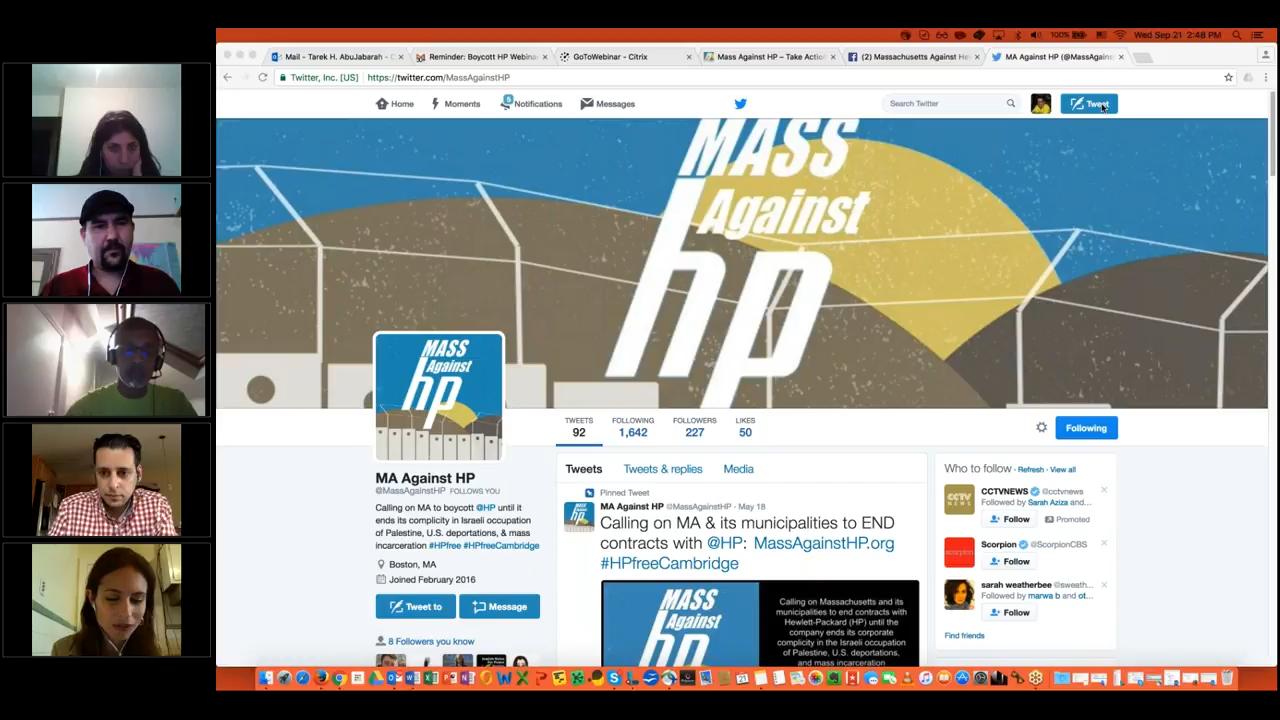 100%
Wed Sep 21 2:48 PM
Mail - Tarek H. AbuJabarah - C
Reminder: Boycott HP Webina
GoToWebinar - Citrix
Mass Against HP – Take Action
(2) Massachusetts Against He
MA Against HP (@MassAgains
Twitter, Inc. [US]
https://twitter.com/MassAgainstHP
Home
Moments
Notifications
Messages
Search Twitter
Tweet
MASS
Against
hp
MASS
Against
hp
TWEETS
92
FOLLOWING
1,642
FOLLOWERS
227
LIKES
50
Following
MA Against HP
@MassAgainstHP FOLLOWS YOU
Calling on MA to boycott @HP until it
ends its complicity in Israeli occupation
of Palestine, U.S. deportations, & mass
incarceration #HPfree #HPfreeCambridge
Boston, MA
Joined February 2016
Tweet to
Message
8 Followers you know
Tweets
Tweets & replies
Media
Pinned Tweet
MA Against HP @MassAgainstHP · May 18
Calling on MA & its municipalities to END
contracts with @HP: MassAgainstHP.org
#HPfreeCambridge
MASS
Against
hp
Calling on Massachusetts and its
municipalities to end contracts with
Hewlett-Packard (HP) until the
company ends its corporate
complicity in the Israeli occupation
of Palestine, U.S. deportations,
and mass incarceration
Who to follow · Refresh · View all
CCTVNEWS @cctvnews
Followed by Sarah Aziza and...
Follow
Promoted
Scorpion @ScorpionCBS
Follow
sarah weatherbee @sweath...
Followed by marwa b and ot...
Follow
Find friends